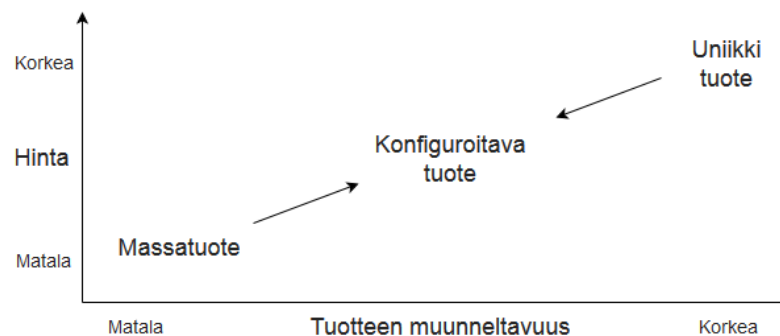 Korkea
Uniikki
tuote
Hinta
Konfiguroitava
tuote
Matala
Massatuote
Matala
Tuotteen muunneltavuus
Korkea